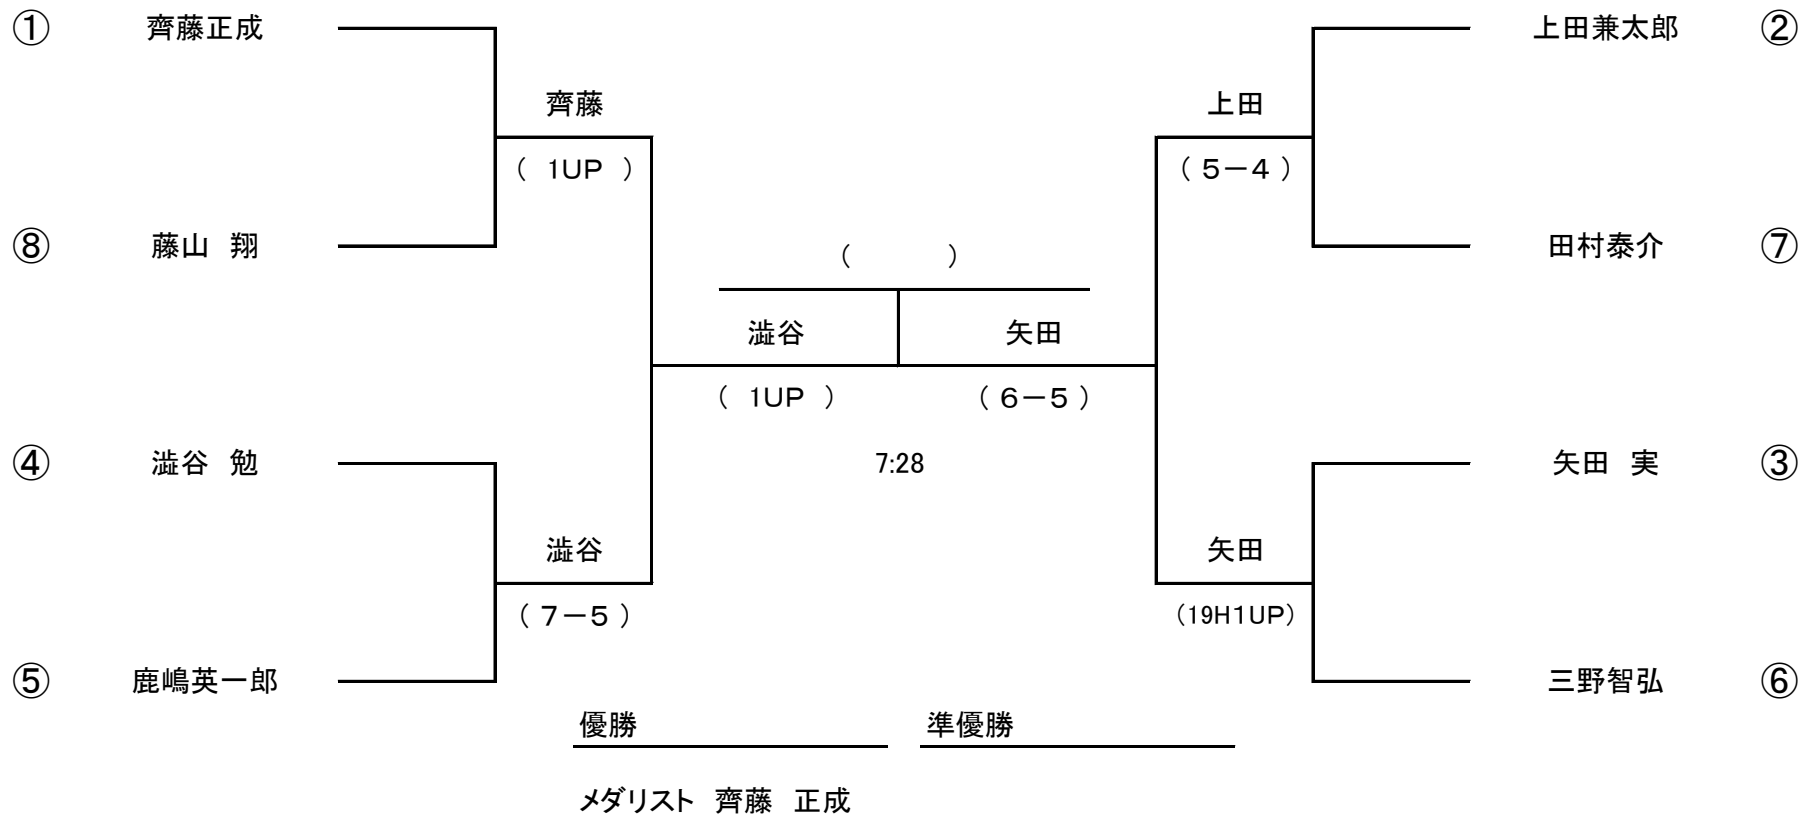 ① 齊藤正成 上田兼太郎 ②
齊藤 上田
( 1UP ) ( 5－4 )
⑧ 藤山 翔 ( ) 田村泰介 ⑦
澁谷 矢田
( 1UP ) ( 6－5 )
④ 澁谷 勉 7:28 矢田 実 ③
澁谷 矢田
( 7－5 ) (19H1UP)
⑤ 鹿嶋英一郎 三野智弘 ⑥
優勝 準優勝
メダリスト 齊藤 正成